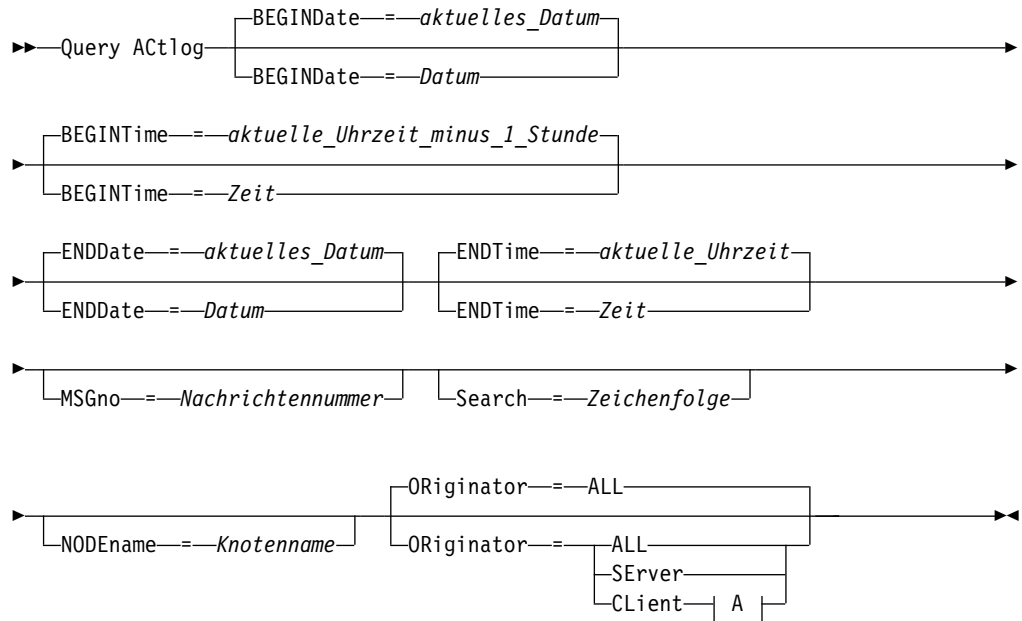 BEGINDate = aktuelles_Datum
Query ACtlog
BEGINDate = Datum
BEGINTime = aktuelle_Uhrzeit_minus_1_Stunde
BEGINTime = Zeit
ENDDate = aktuelles_Datum ENDTime = aktuelle_Uhrzeit
ENDDate = Datum ENDTime = Zeit
MSGno = Nachrichtennummer Search = Zeichenfolge
ORiginator = ALL
NODEname = Knotenname ORiginator = ALL
SErver
CLient A